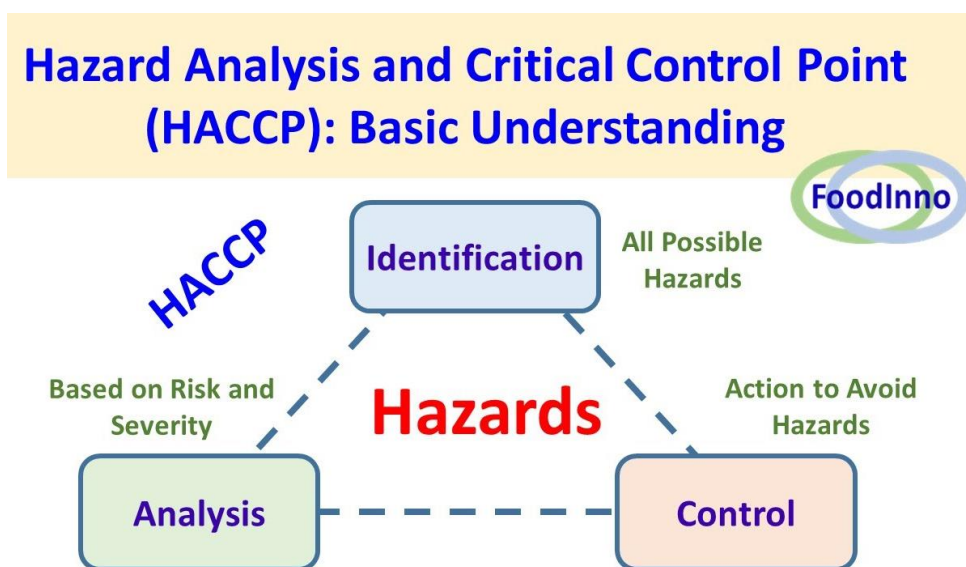 Hazard Analysis and Critical Control Point
(HACCP): Basic Understanding
FoodInno
HACCP
Identification
All Possible
Hazards
Based on Risk and
Severity
Hazards
Action to Avoid
Hazards
Analysis
Control